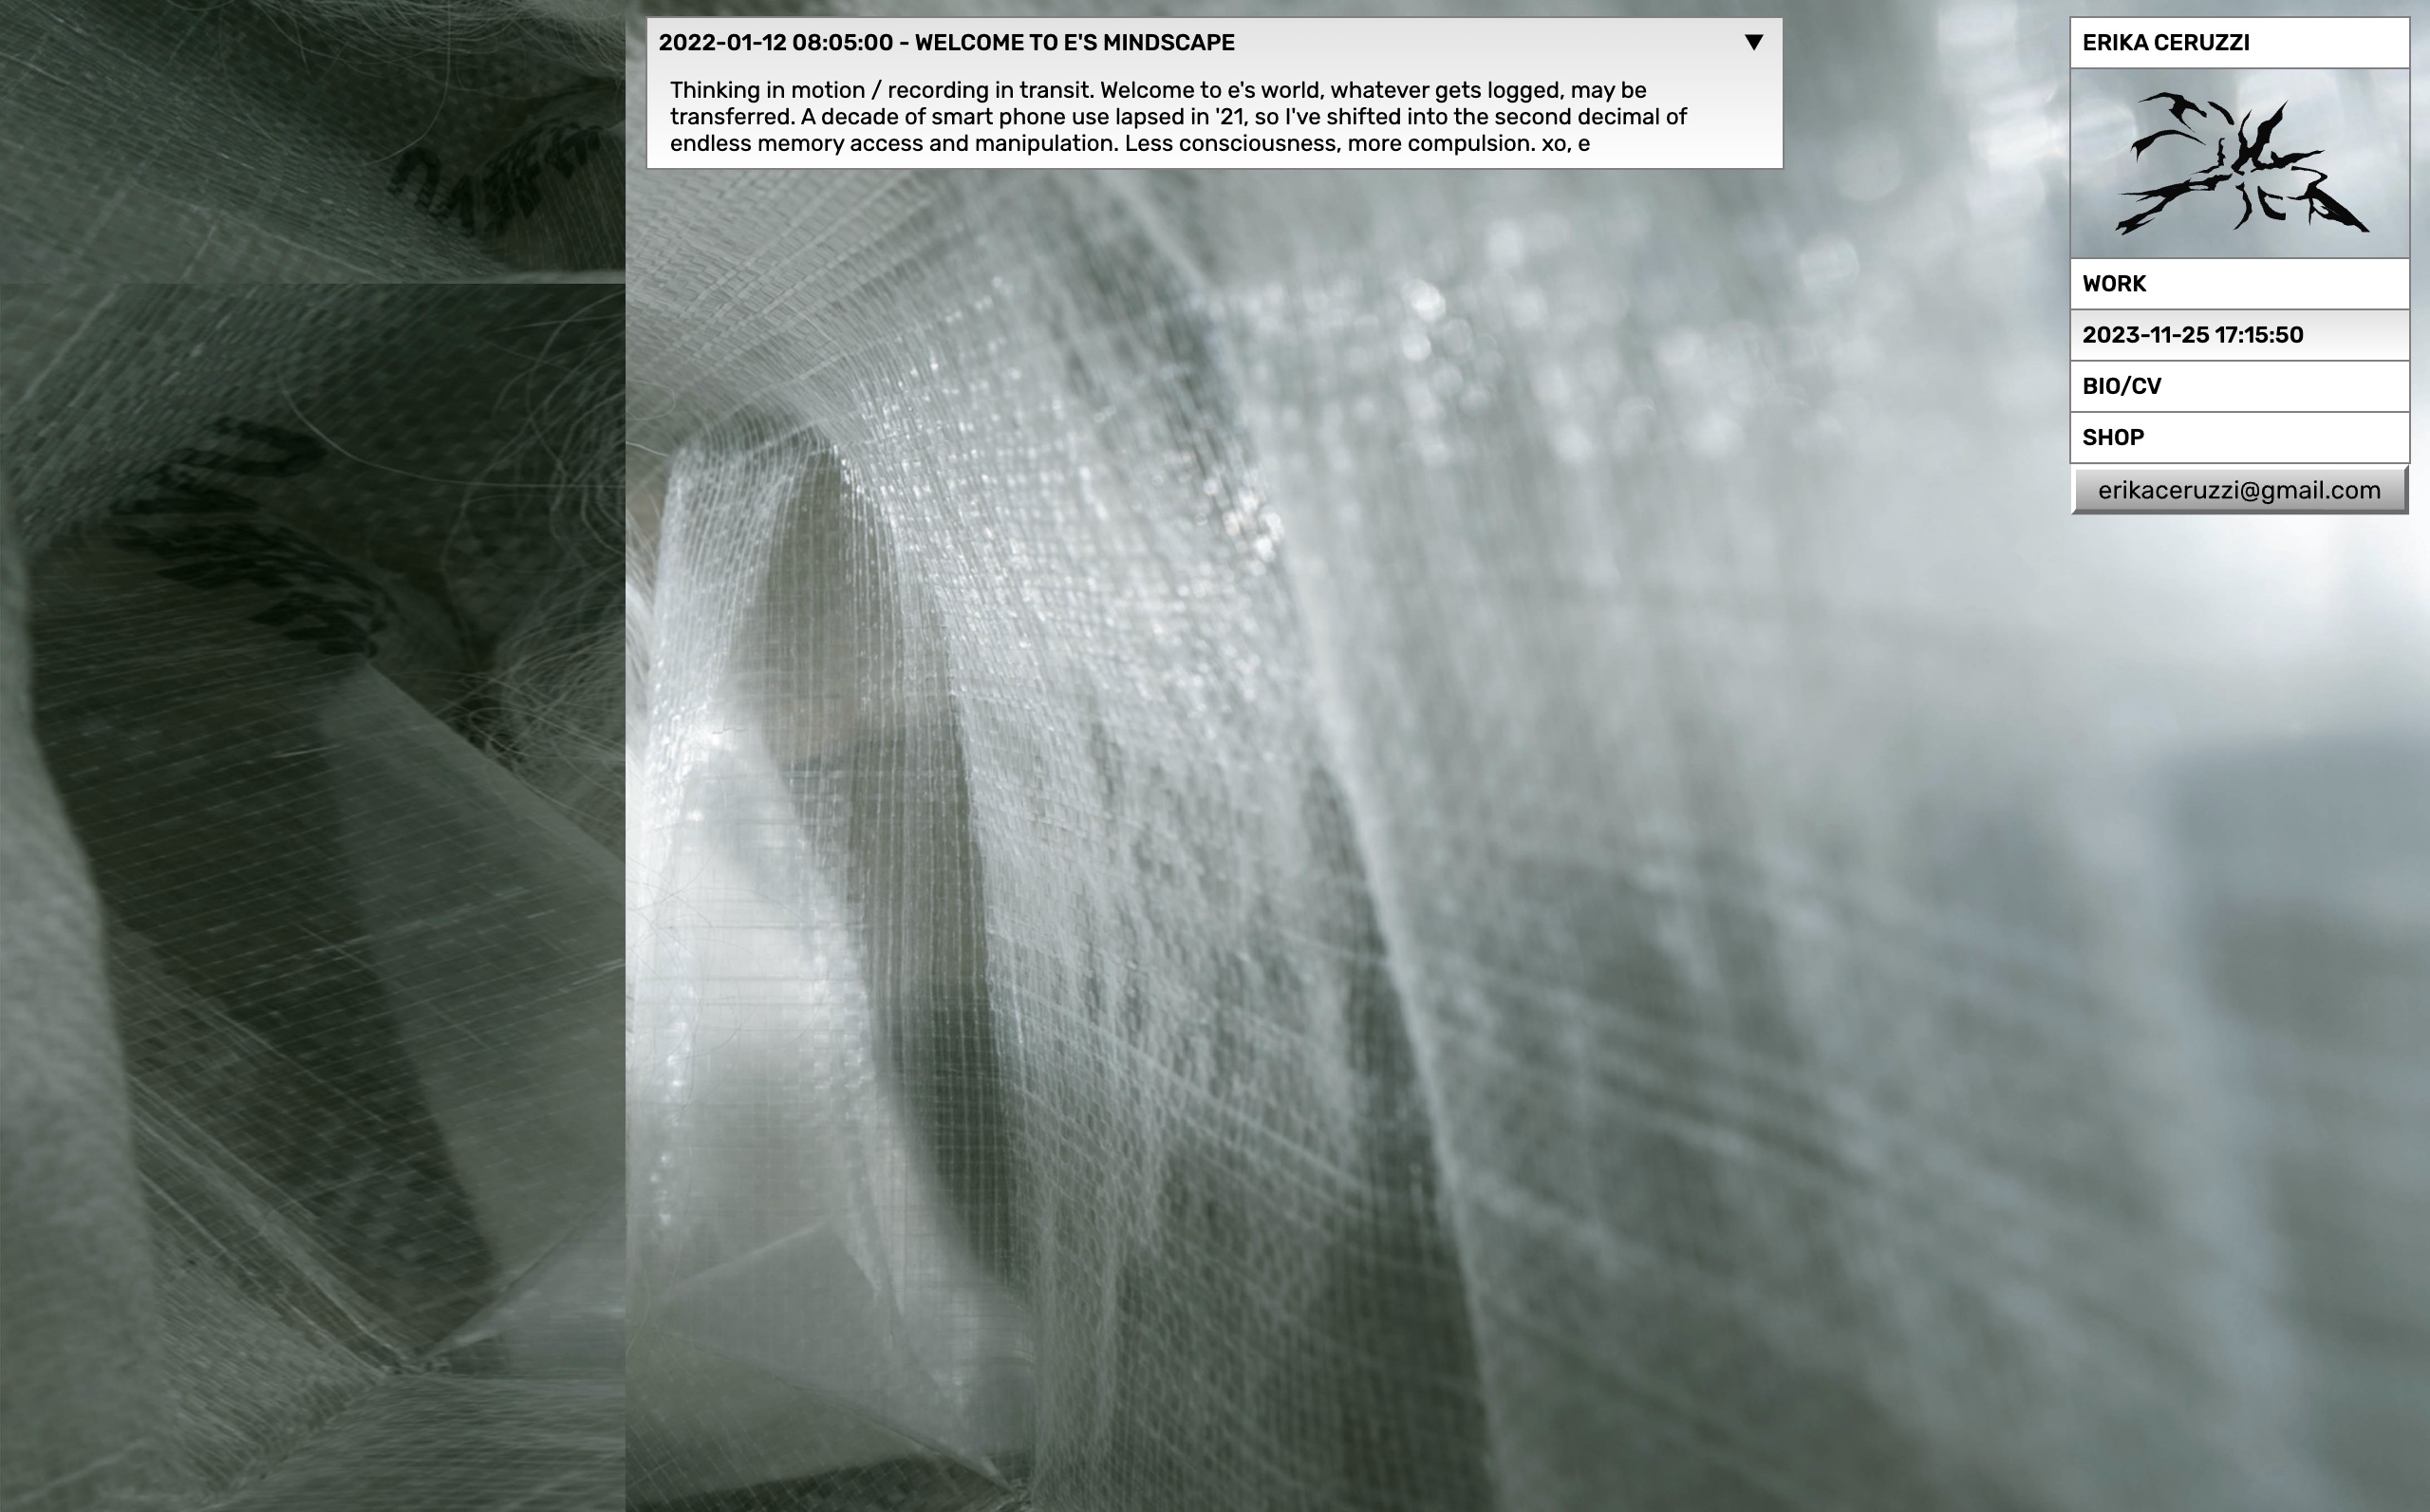 2022-01-12 08:05:00 - WELCOME TO E'S MINDSCAPE
Thinking in motion / recording in transit. Welcome to e's world, whatever gets logged, may be
transferred. A decade of smart phone use lapsed in '21, so I've shifted into the second decimal of
endless memory access and manipulation. Less consciousness, more compulsion. xo, e
ERIKA CERUZZI
WORK
2023-11-25 17:15:50
BIO/CV
SHOP
erikaceruzzi@gmail.com